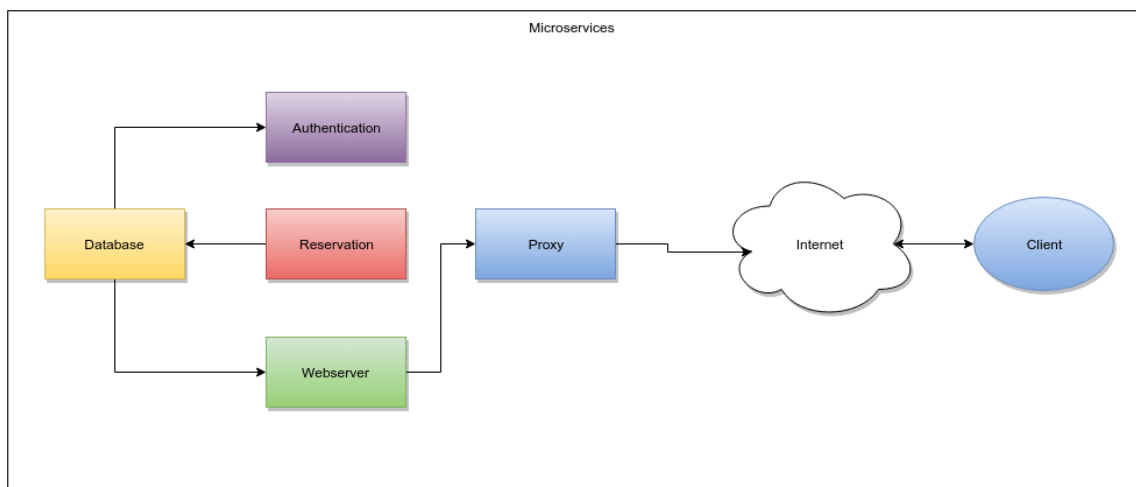 Microservices
Authentication
Database
Reservation
Proxy
Internet
Client
Webserver